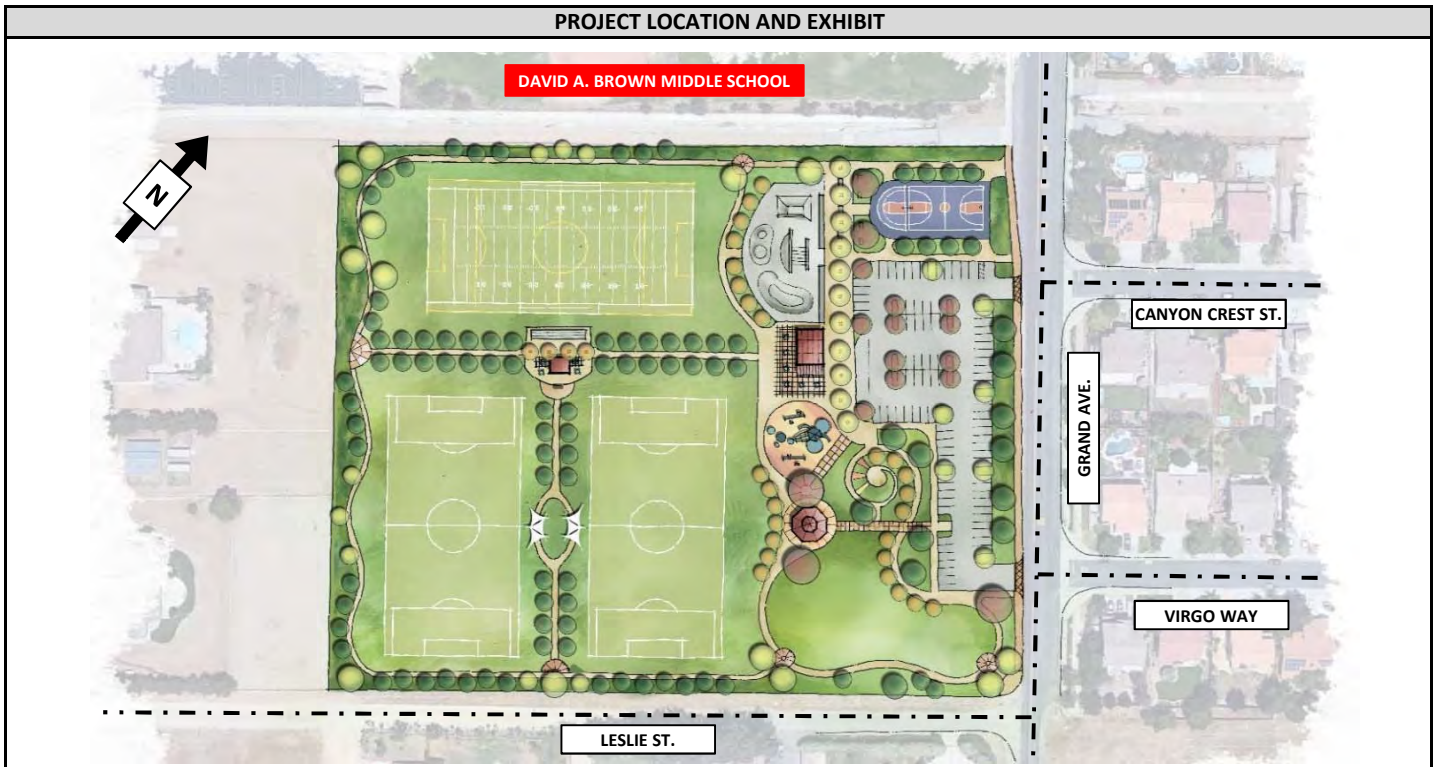 PROJECT LOCATION AND EXHIBIT
DAVID A. BROWN MIDDLE SCHOOL
N
CANYON CREST ST.
GRAND AVE.
VIRGO WAY
LESLIE ST.